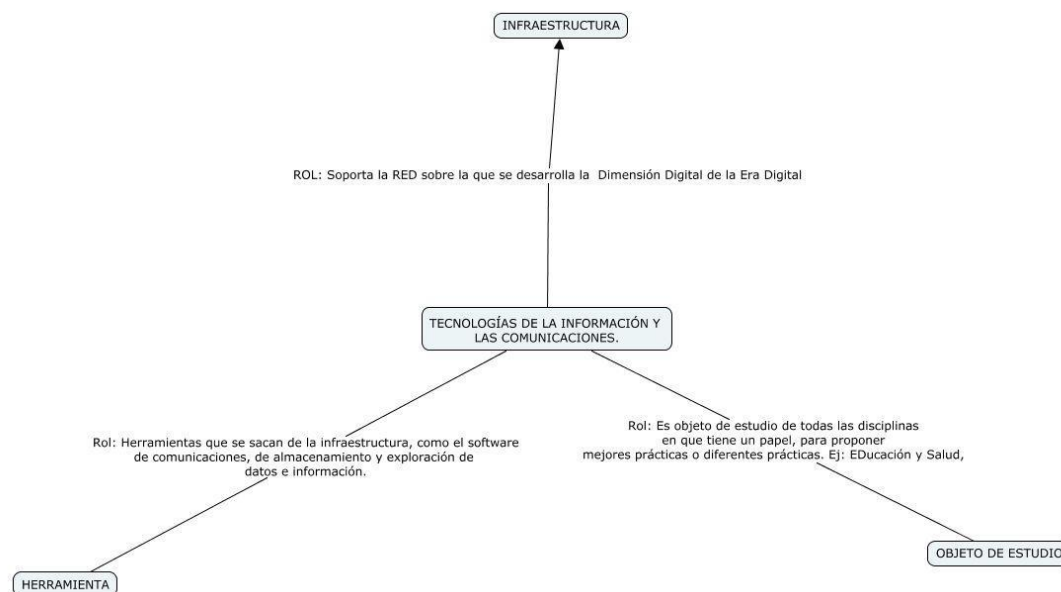 INFRAESTRUCTURA
ROL: Soporta la RED sobre la que se desarrolla la Dimensión Digital de la Era Digital
TECNOLOGÍAS DE LA INFORMACIÓN Y
LAS COMUNICACIONES.
Rol: Herramientas que se sacan de la infraestructura, como el software
de comunicaciones, de almacenamiento y exploración de
datos e información.
Rol: Es objeto de estudio de todas las disciplinas
en que tiene un papel, para proponer
mejores prácticas o diferentes prácticas. Ej: EDucación y Salud,
HERRAMIENTA
OBJETO DE ESTUDIO